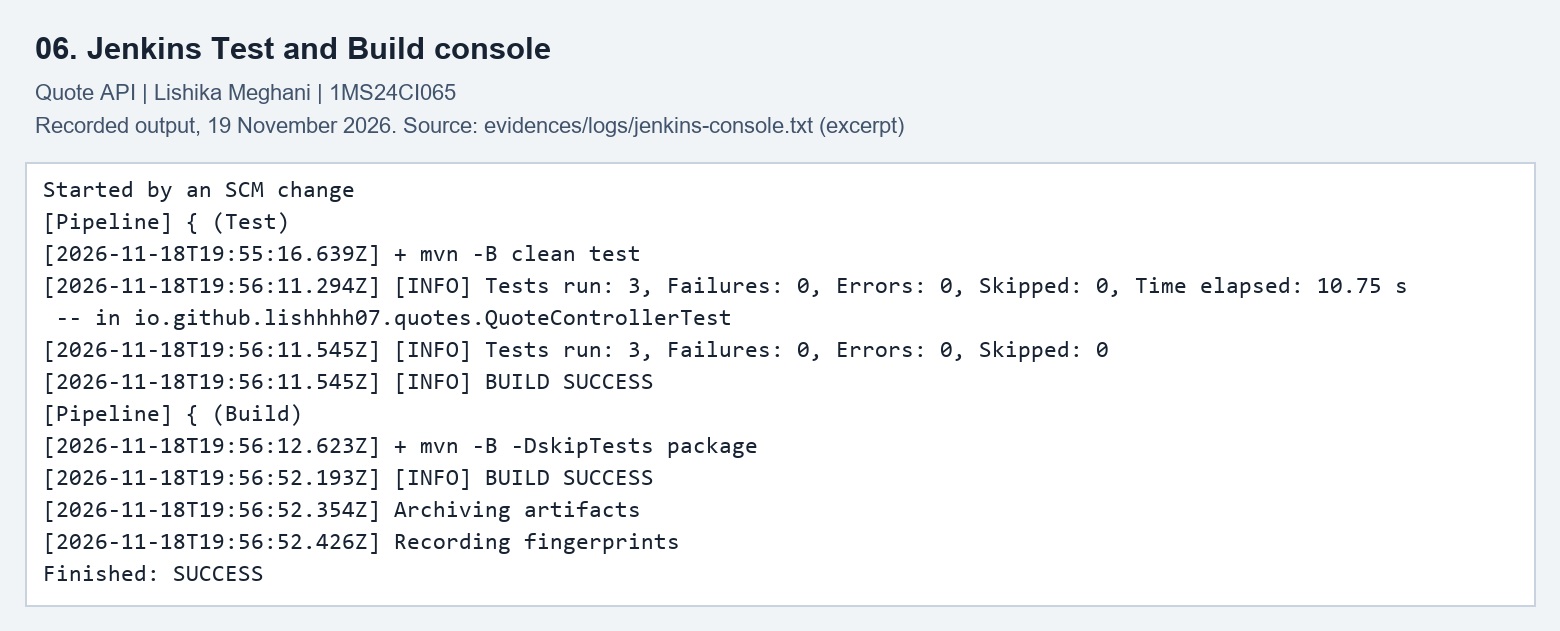 06. Jenkins Test and Build console
Quote API | Lishika Meghani | 1MS24CI065
Recorded output, 19 November 2026. Source: evidences/logs/jenkins-console.txt (excerpt)
Started by an SCM change
[Pipeline] { (Test)
[2026-11-18T19:55:16.639Z] + mvn -B clean test
[2026-11-18T19:56:11.294Z] [INFO] Tests run: 3, Failures: 0, Errors: 0, Skipped: 0, Time elapsed: 10.75 s
 -- in io.github.lishhhh07.quotes.QuoteControllerTest
[2026-11-18T19:56:11.545Z] [INFO] Tests run: 3, Failures: 0, Errors: 0, Skipped: 0
[2026-11-18T19:56:11.545Z] [INFO] BUILD SUCCESS
[Pipeline] { (Build)
[2026-11-18T19:56:12.623Z] + mvn -B -DskipTests package
[2026-11-18T19:56:52.193Z] [INFO] BUILD SUCCESS
[2026-11-18T19:56:52.354Z] Archiving artifacts
[2026-11-18T19:56:52.426Z] Recording fingerprints
Finished: SUCCESS